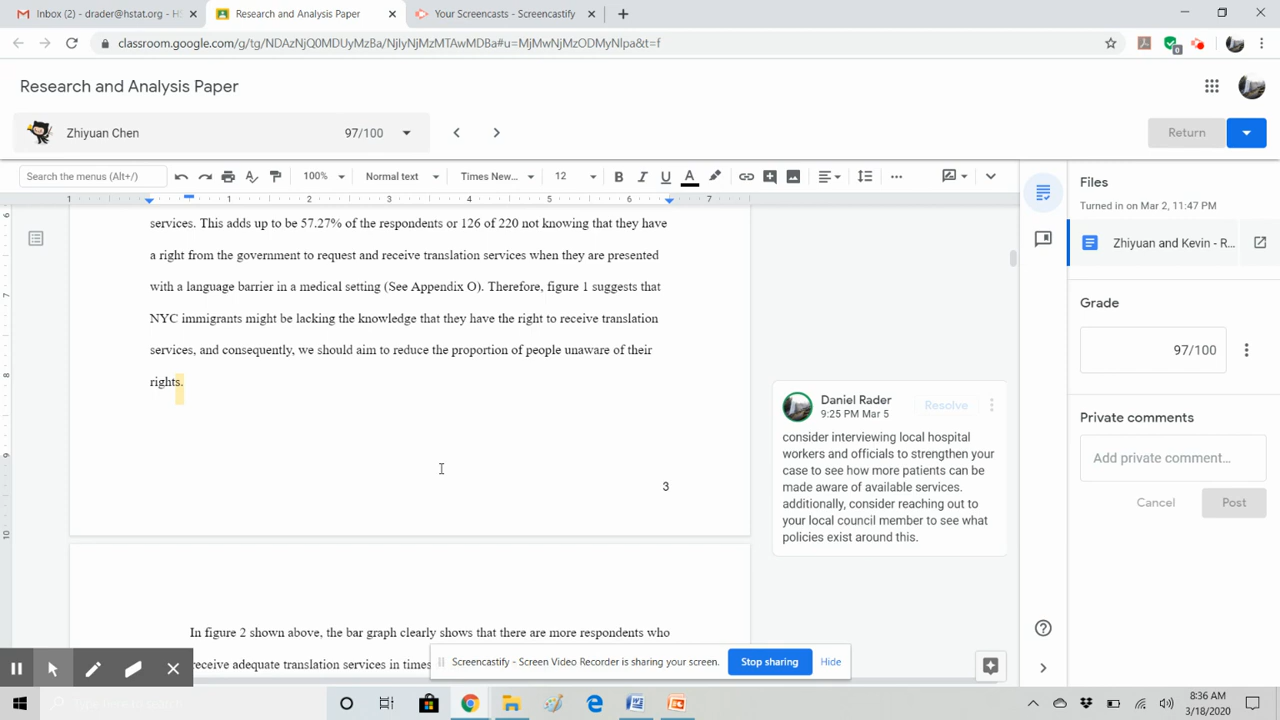 Inbox (2) - drader@hstat.org - H
Research and Analysis Paper
Your Screencasts - Screencastify
classroom.google.com/g/tg/NDAzNjQ0MDUyMzBa/NjIyNjMzMTAwMDBa#u=MjMwNjMzODMyNlpa&t=f
Research and Analysis Paper
Zhiyuan Chen
97/100
Return
Search the menus (Alt+/)
100%
Normal text
Times New...
12
Files
Turned in on Mar 2, 11:47 PM
Zhiyuan and Kevin - R...
Grade
97/100
Private comments
Add private comment...
Cancel
Post
services. This adds up to be 57.27% of the respondents or 126 of 220 not knowing that they have
a right from the government to request and receive translation services when they are presented
with a language barrier in a medical setting (See Appendix O). Therefore, figure 1 suggests that
NYC immigrants might be lacking the knowledge that they have the right to receive translation
services, and consequently, we should aim to reduce the proportion of people unaware of their
rights.
3
Daniel Rader
9:25 PM Mar 5
Resolve
consider interviewing local hospital
workers and officials to strengthen your
case to see how more patients can be
made aware of available services.
additionally, consider reaching out to
your local council member to see what
policies exist around this.
In figure 2 shown above, the bar graph clearly shows that there are more respondents who
receive adequate translation services in times
Screencastify - Screen Video Recorder is sharing your screen.
Stop sharing
Hide
8:36 AM
3/18/2020